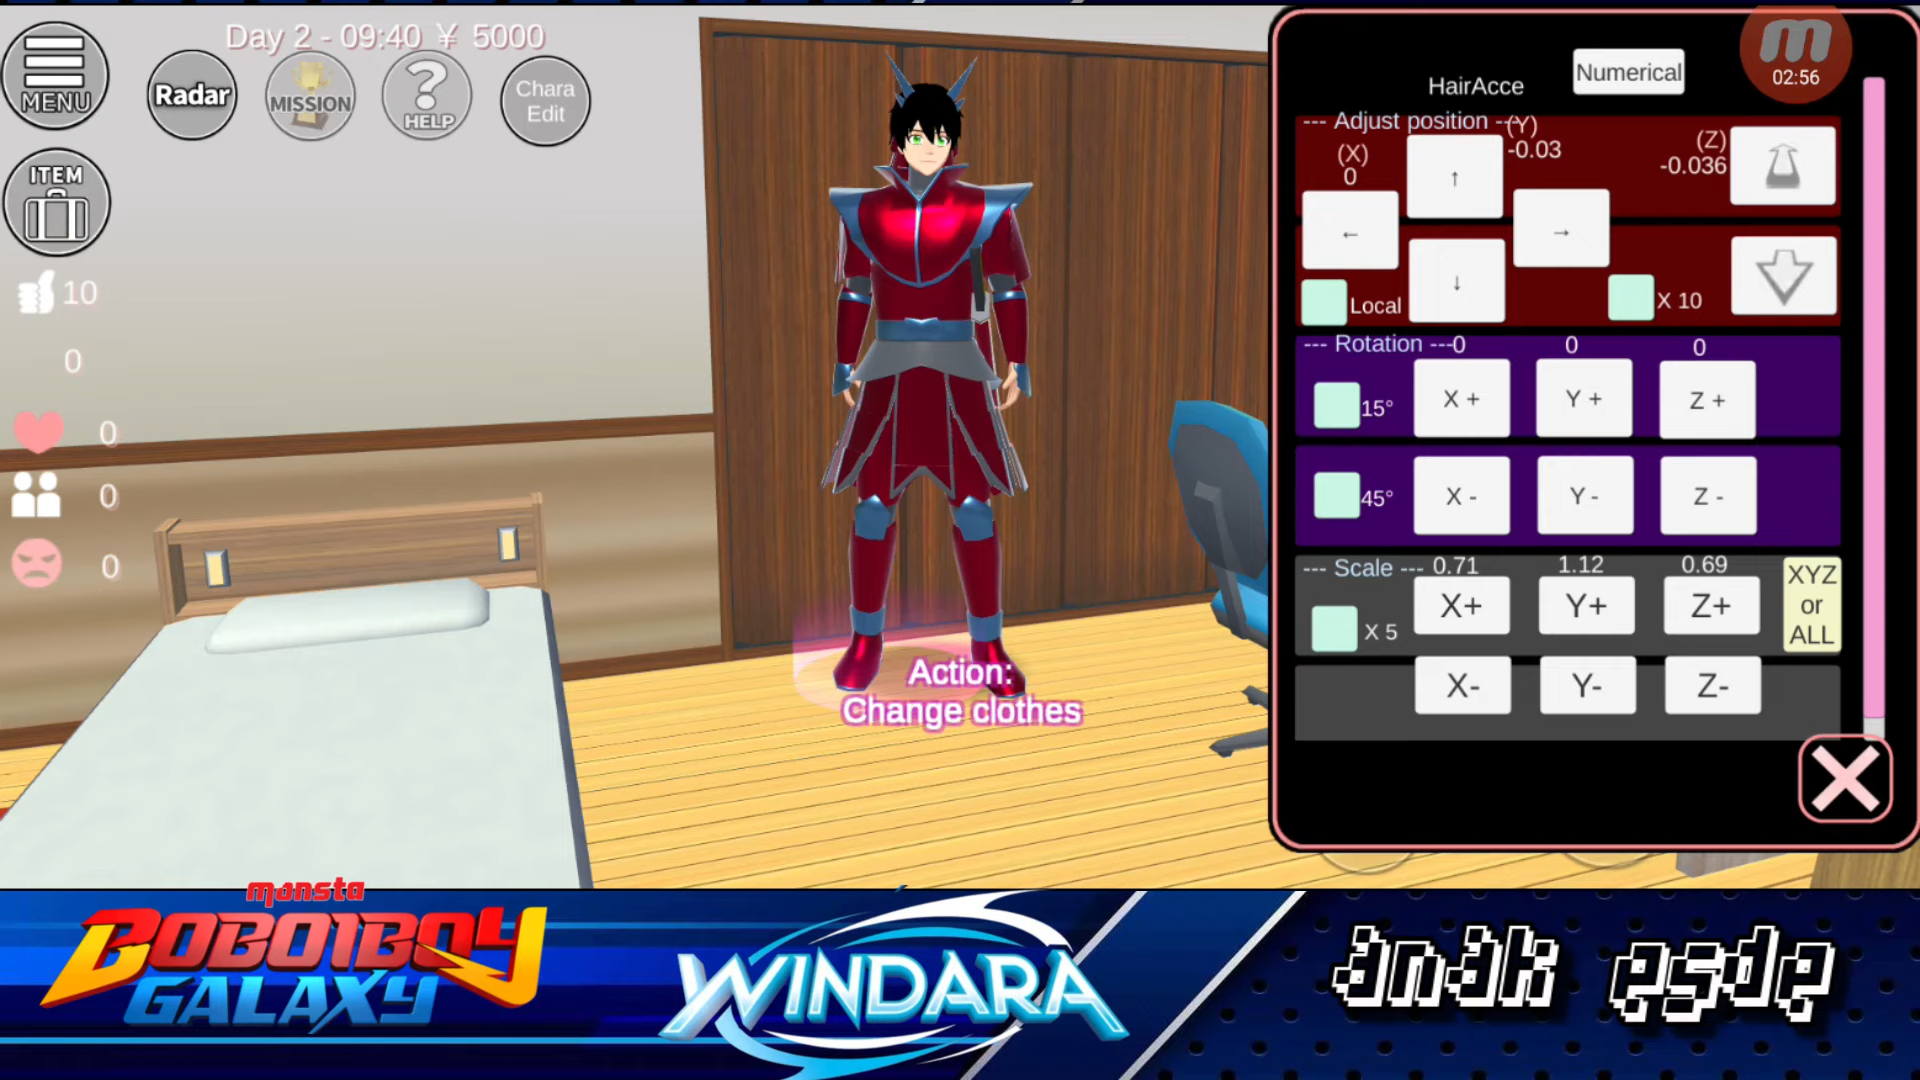 Day 2 - 09:40 ¥ 5000
MENU
Radar
MISSION
?
HELP
Chara
Edit
ITEM
10
0
0
0
0
Action:
Change clothes
HairAcce
Numerical
m
02:56
--- Adjust position ---
(X)
0
(Y)
-0.03
(Z)
-0.036
↑
←
→
↓
Local
X 10
--- Rotation ---
0
0
0
15°
X +
Y +
Z +
45°
X -
Y -
Z -
--- Scale ---
0.71
1.12
0.69
X 5
X+
Y+
Z+
XYZ
or
ALL
X-
Y-
Z-
monsta
BOBOIBOY
GALAXY
WINDARA
anak esde